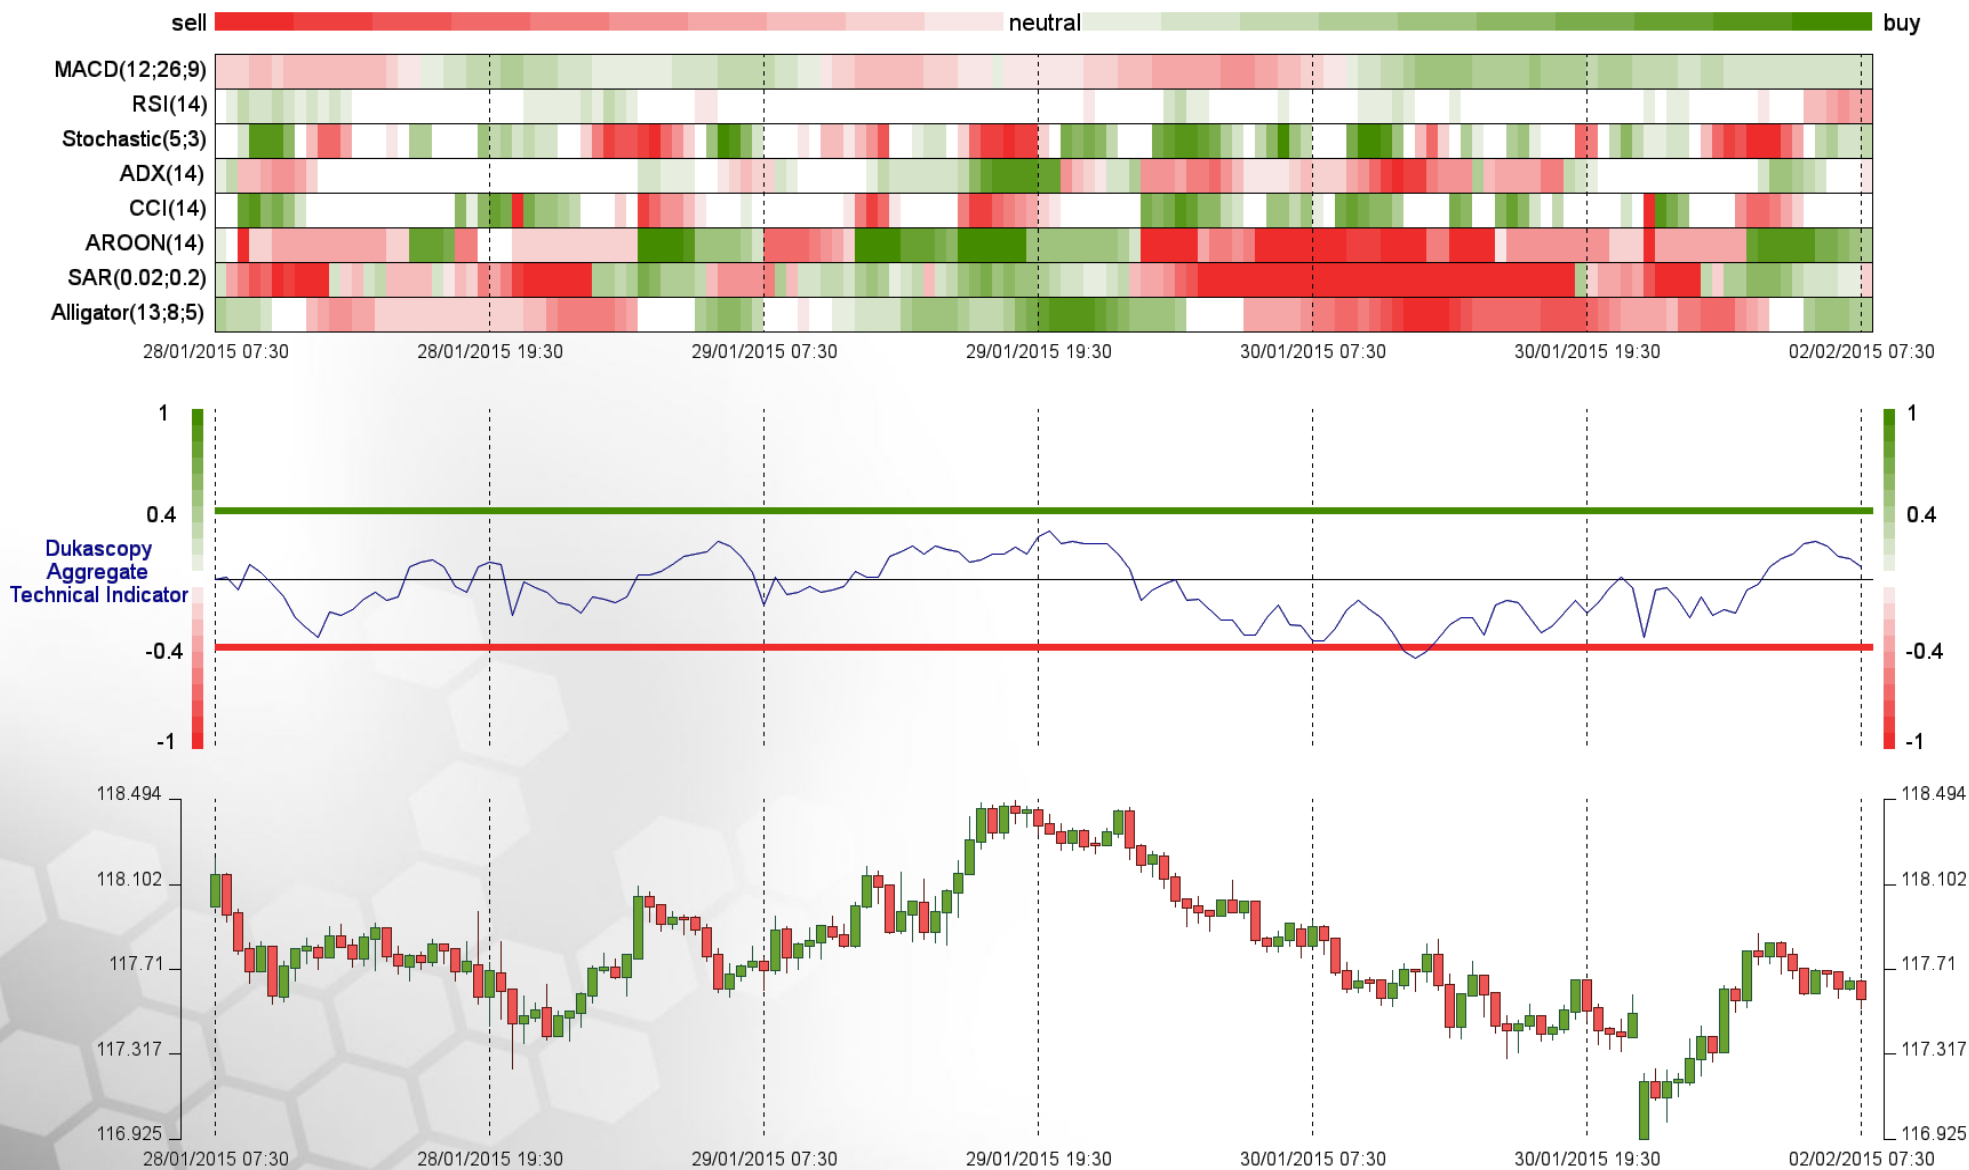 sell neutral buy
MACD(12;26;9)
RSI(14)
Stochastic(5;3)
ADX(14)
CCI(14)
AROON(14)
SAR(0.02;0.2)
Alligator(13;8;5)
28/01/2015 07:30 28/01/2015 19:30 29/01/2015 07:30 29/01/2015 19:30 30/01/2015 07:30 30/01/2015 19:30 02/02/2015 07:30
1 1
0.4 0.4
Dukascopy
Aggregate
Technical Indicator
-0.4 -0.4
-1 -1
118.494 118.494
118.102 118.102
117.71 117.71
117.317 117.317
116.925 116.925
28/01/2015 07:30 28/01/2015 19:30 29/01/2015 07:30 29/01/2015 19:30 30/01/2015 07:30 30/01/2015 19:30 02/02/2015 07:30